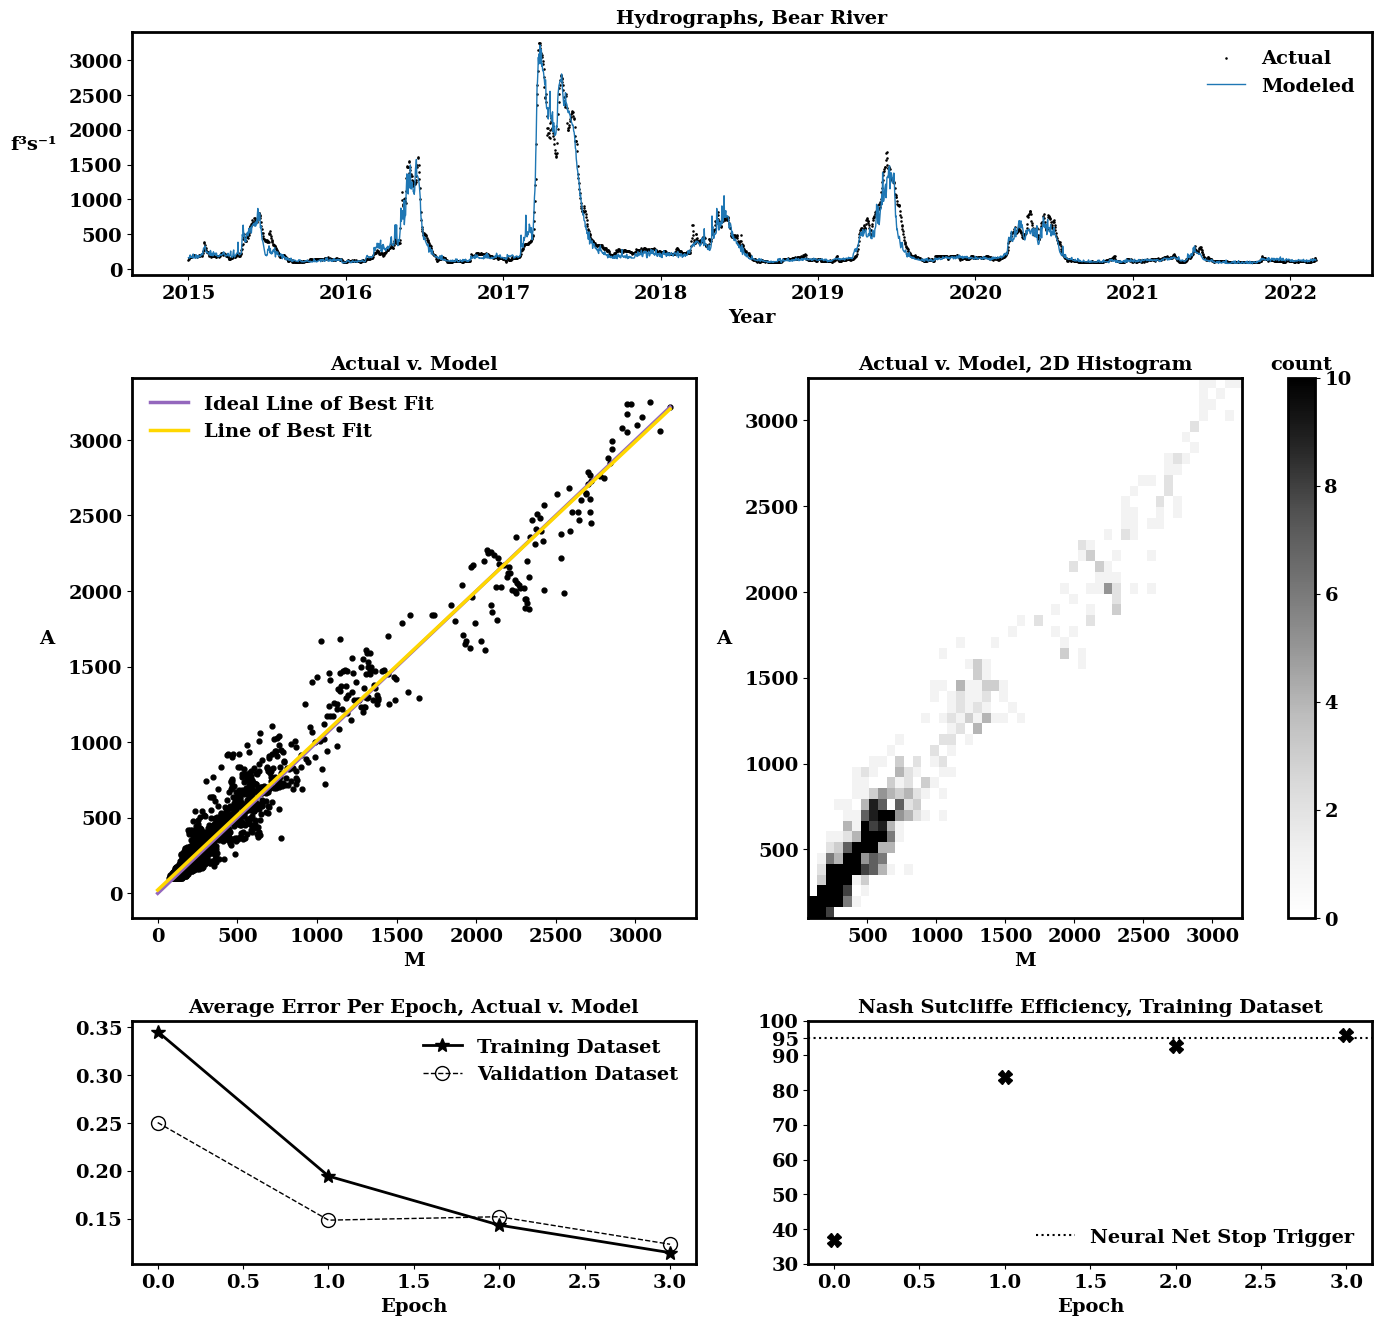 Hydrographs, Bear River
3000
2500
2000
1500
1000
500
0
f³s⁻¹
Actual
Modeled
2015 2016 2017 2018 2019 2020 2021 2022
Year
Actual v. Model
3000
2500
2000
1500
1000
500
0
A
Ideal Line of Best Fit
Line of Best Fit
0 500 1000 1500 2000 2500 3000
M
Actual v. Model, 2D Histogram
3000
2500
2000
1500
1000
500
A
500 1000 1500 2000 2500 3000
M
count
10
8
6
4
2
0
Average Error Per Epoch, Actual v. Model
0.35
0.30
0.25
0.20
0.15
Training Dataset
Validation Dataset
0.0 0.5 1.0 1.5 2.0 2.5 3.0
Epoch
Nash Sutcliffe Efficiency, Training Dataset
100
95
90
80
70
60
50
40
30
Neural Net Stop Trigger
0.0 0.5 1.0 1.5 2.0 2.5 3.0
Epoch